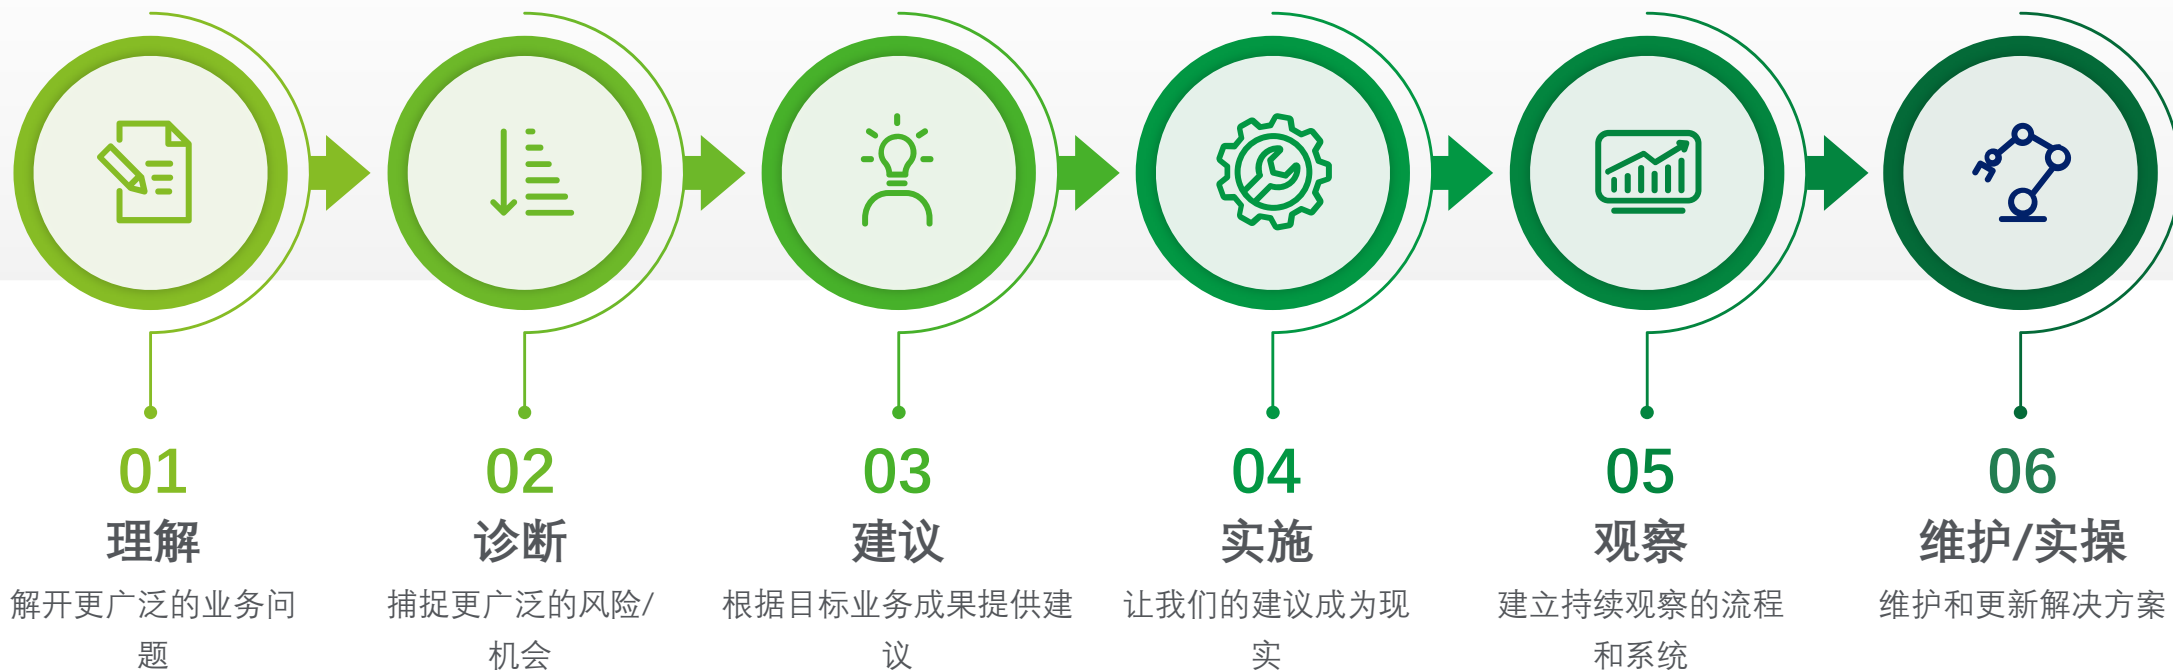 01
理解
解开更广泛的业务问
题
02
诊断
捕捉更广泛的风险/
机会
03
建议
根据目标业务成果提供建
议
04
实施
让我们的建议成为现
实
05
观察
建立持续观察的流程
和系统
06
维护/实操
维护和更新解决方案